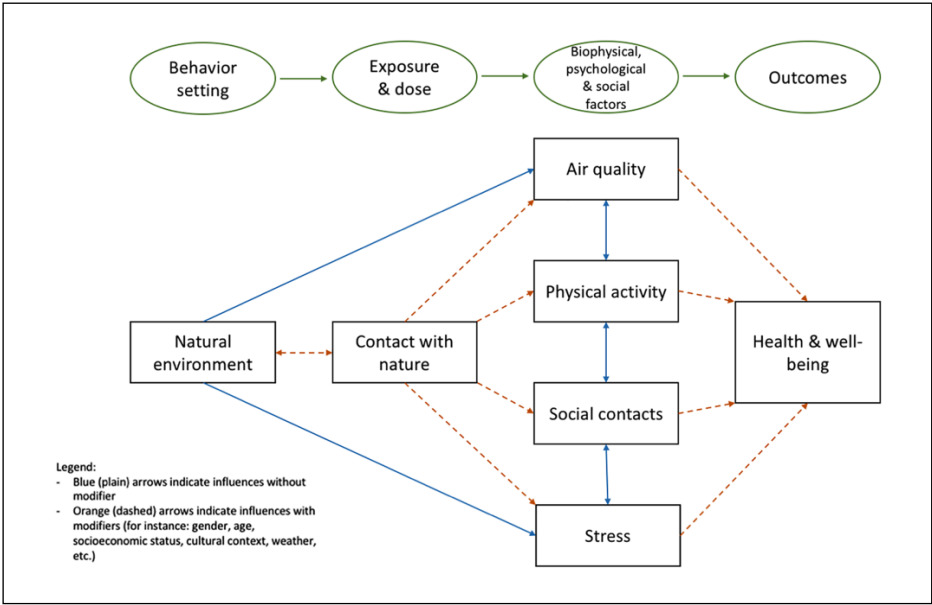 Behavior
setting
Exposure
& dose
Biophysical,
psychological
& social
factors
Outcomes
Air quality
Physical activity
Natural
environment
Contact with
nature
Health & well-
being
Social contacts
Stress
Legend:
- Blue (plain) arrows indicate influences without
modifier
- Orange (dashed) arrows indicate influences with
modifiers (for instance: gender, age,
socioeconomic status, cultural context, weather,
etc.)